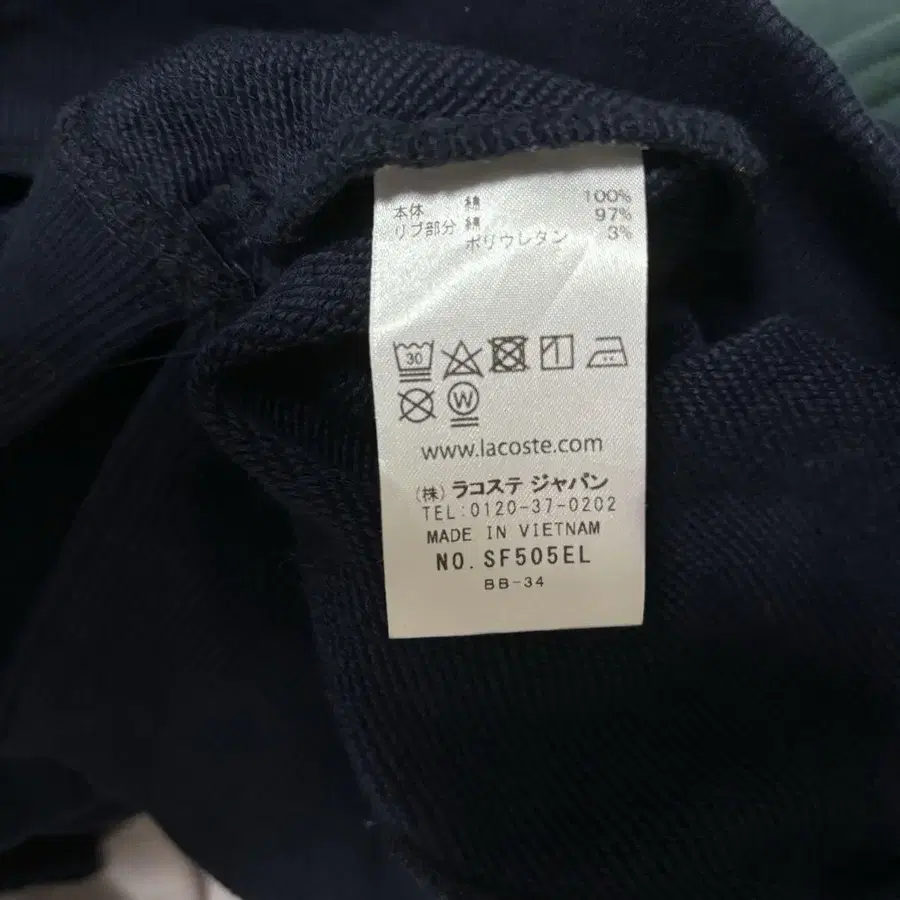 本体 綿 100%
リブ部分 綿 97%
ポリウレタン 3%
30
W
www.lacoste.com
(株) ラコステ ジャパン
TEL:0120-37-0202
MADE IN VIETNAM
NO. SF505EL
BB-34